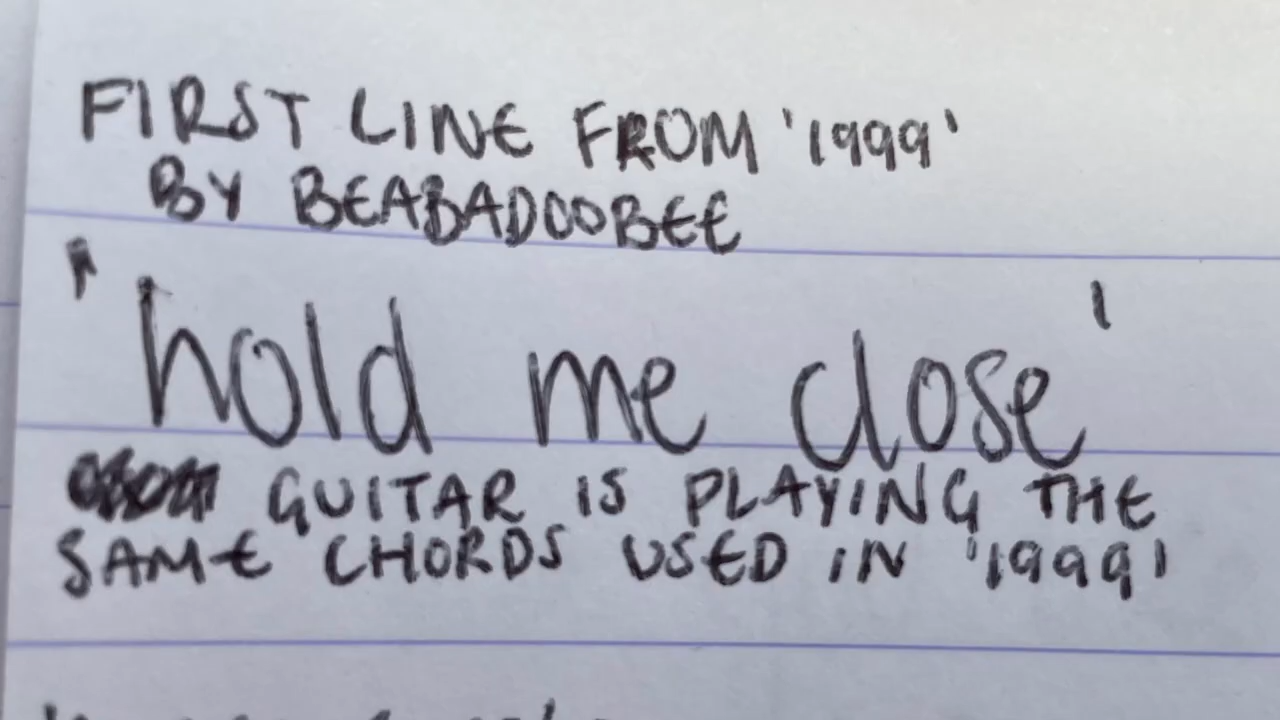 FIRST LINE FROM '1999'
BY BEABADOOBEE
'hold me close'
GUITAR IS PLAYING THE
SAME CHORDS USED IN '1999'